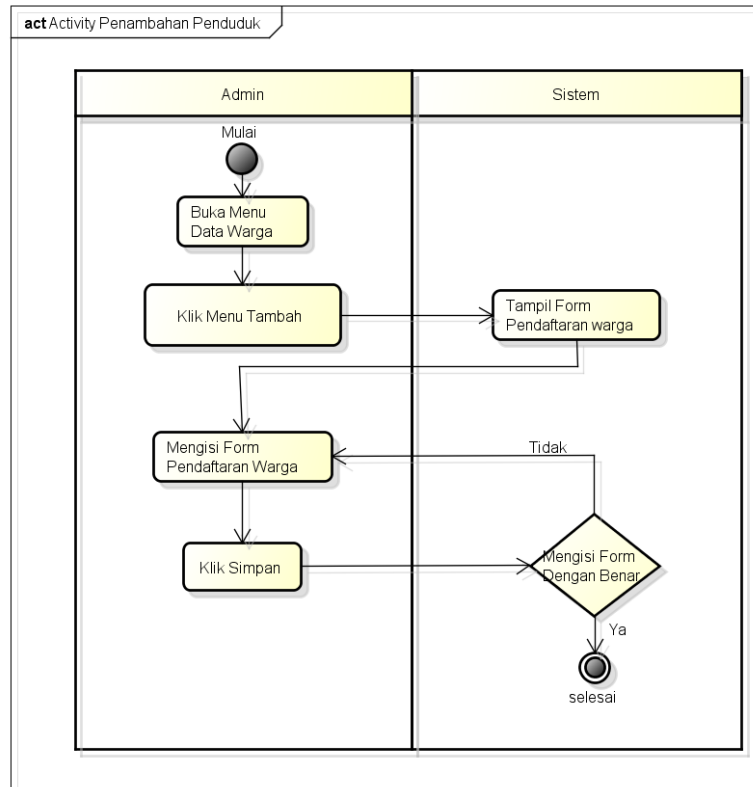 act Activity Penambahan Penduduk
Admin
Sistem
Mulai
Buka Menu
Data Warga
Klik Menu Tambah
Tampil Form
Pendaftaran warga
Mengisi Form
Pendaftaran Warga
Tidak
Klik Simpan
Mengisi Form
Dengan Benar
Ya
selesai